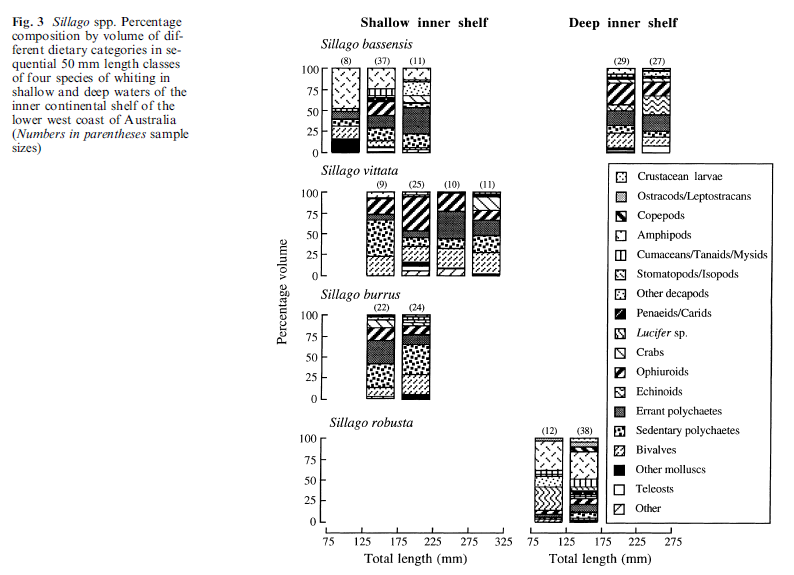 Fig. 3 Sillago spp. Percentage
composition by volume of dif-
ferent dietary categories in se-
quential 50 mm length classes
of four species of whiting in
shallow and deep waters of the
inner continental shelf of the
lower west coast of Australia
(Numbers in parentheses sample
sizes)
Shallow inner shelf
Deep inner shelf
Sillago bassensis
(8) (37) (11)
(29) (27)
100
75
50
25
0
Sillago vittata
(9) (25) (10) (11)
100
75
50
25
0
Sillago burrus
(22) (24)
100
75
50
25
0
Sillago robusta
(12) (38)
100
75
50
25
0
Percentage volume
75 125 175 225 275 325
Total length (mm)
75 125 175 225 275
Total length (mm)
Crustacean larvae
Ostracods/Leptostracans
Copepods
Amphipods
Cumaceans/Tanaids/Mysids
Stomatopods/Isopods
Other decapods
Penaeids/Carids
Lucifer sp.
Crabs
Ophiuroids
Echinoids
Errant polychaetes
Sedentary polychaetes
Bivalves
Other molluscs
Teleosts
Other